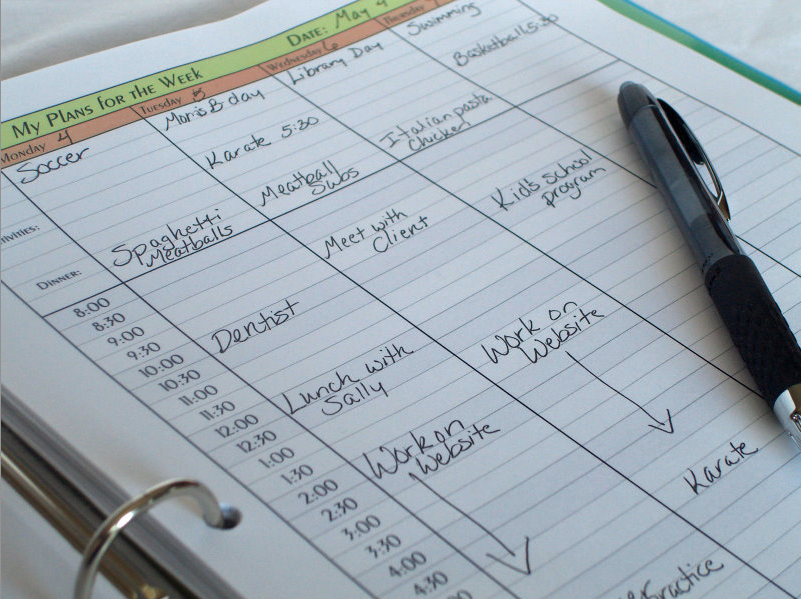 MY PLANS FOR THE WEEK DATE: May 4
MONDAY 4 TUESDAY 5 WEDNESDAY 6 THURSDAY
Soccer
Mom's B day
Library Day
Swimming
Karate 5:30
Basketball 5:30
TIVITIES:
DINNER:
Spaghetti
Meatballs
Meatball
Subs
Italian pasta
Chicken
8:00
8:30
9:00
9:30
10:00
10:30
11:00
11:30
12:00
12:30
1:00
1:30
2:00
2:30
3:00
3:30
4:00
4:30
Dentist
Lunch with
Sally
Work on
Website
Meet with
Client
Work on
Website
Kid's school
program
Karate
Practice